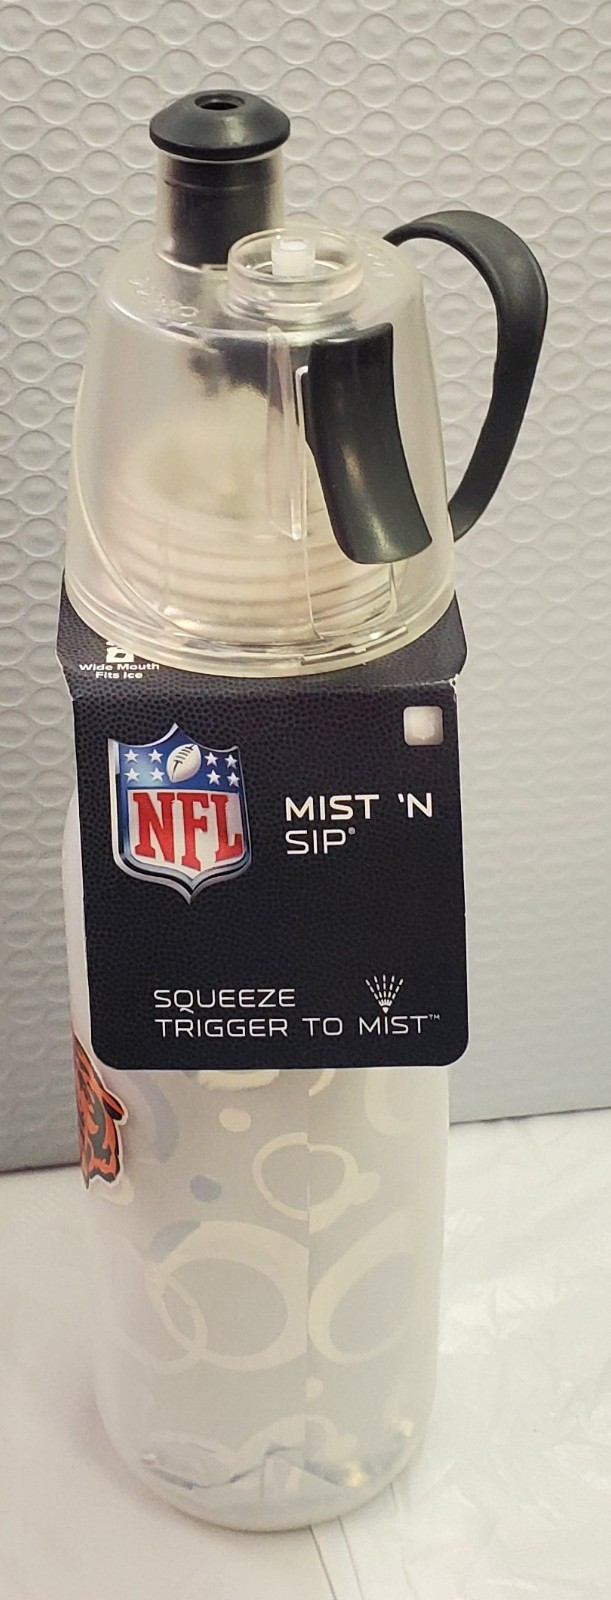 Wide Mouth
Fits Ice
NFL
MIST 'N
SIP®
SQUEEZE
TRIGGER TO MIST™